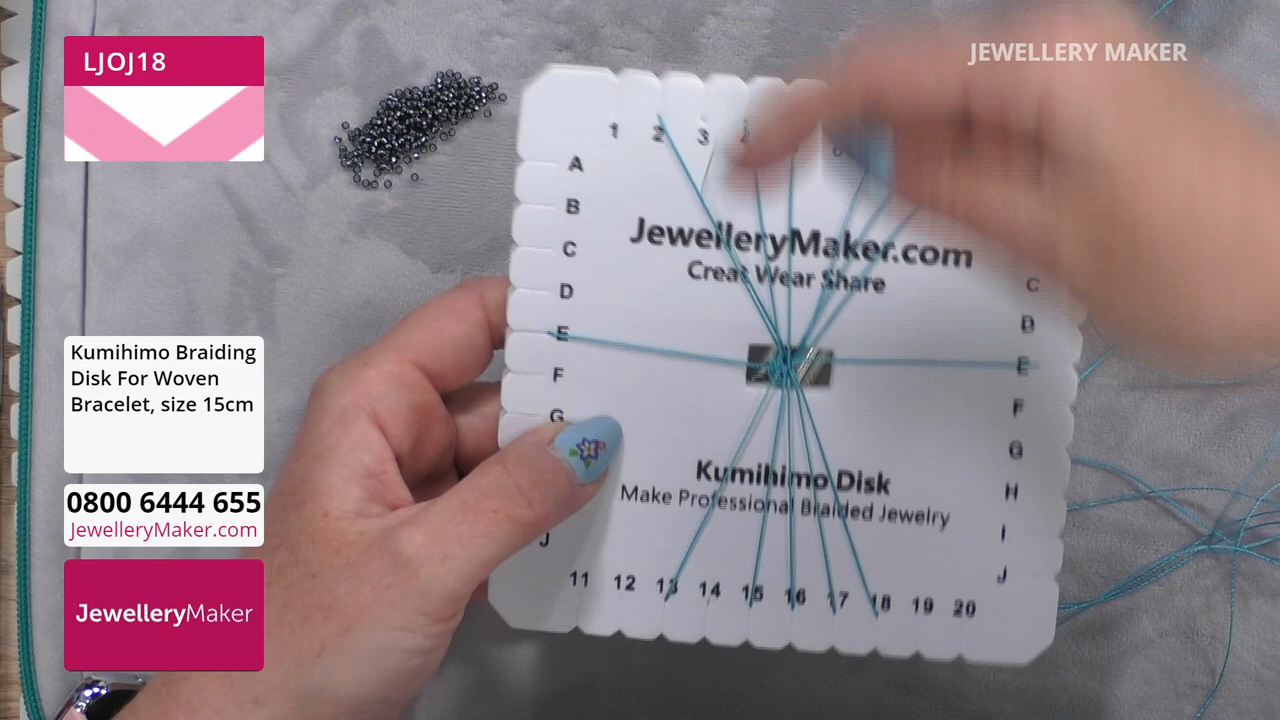 LJOJ18
JEWELLERY MAKER
1 2 3
A
B
C
D
E
F
G
J
JewelleryMaker.com
Creat Wear Share
C
D
E
F
G
H
I
J
Kumihimo Disk
Make Professional Braided Jewelry
11 12 13 14 15 16 17 18 19 20
Kumihimo Braiding
Disk For Woven
Bracelet, size 15cm
0800 6444 655
JewelleryMaker.com
JewelleryMaker